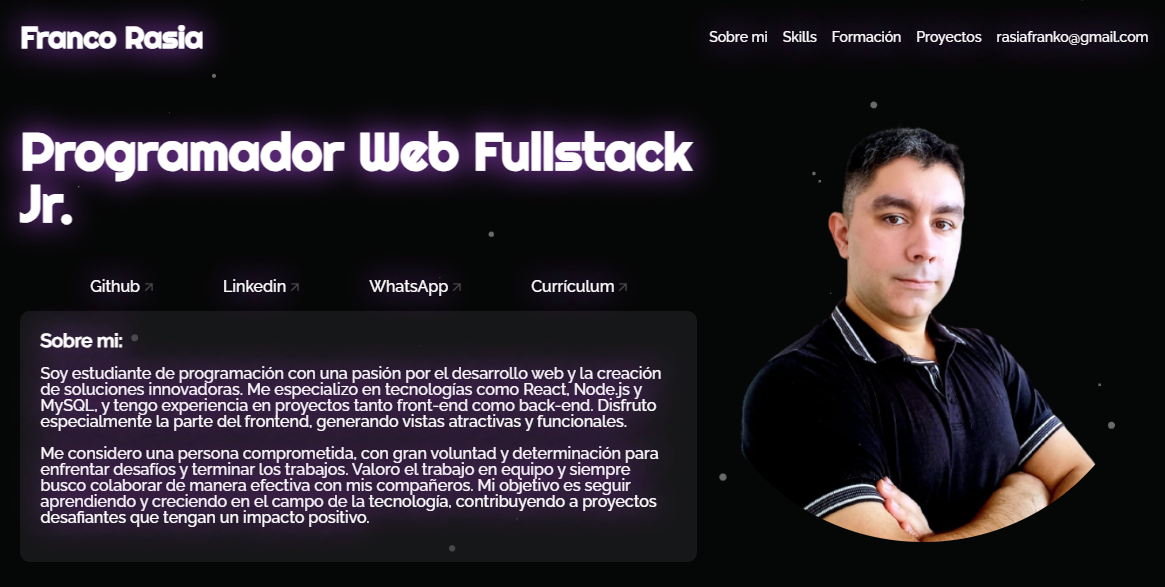 Franco Rasia
Sobre mi Skills Formación Proyectos rasiafranko@gmail.com
Programador Web Fullstack
Jr.
Github Linkedin WhatsApp Currículum
Sobre mi:
Soy estudiante de programación con una pasión por el desarrollo web y la creación
de soluciones innovadoras. Me especializo en tecnologías como React, Node.js y
MySQL, y tengo experiencia en proyectos tanto front-end como back-end. Disfruto
especialmente la parte del frontend, generando vistas atractivas y funcionales.
Me considero una persona comprometida, con gran voluntad y determinación para
enfrentar desafíos y terminar los trabajos. Valoro el trabajo en equipo y siempre
busco colaborar de manera efectiva con mis compañeros. Mi objetivo es seguir
aprendiendo y creciendo en el campo de la tecnología, contribuyendo a proyectos
desafiantes que tengan un impacto positivo.